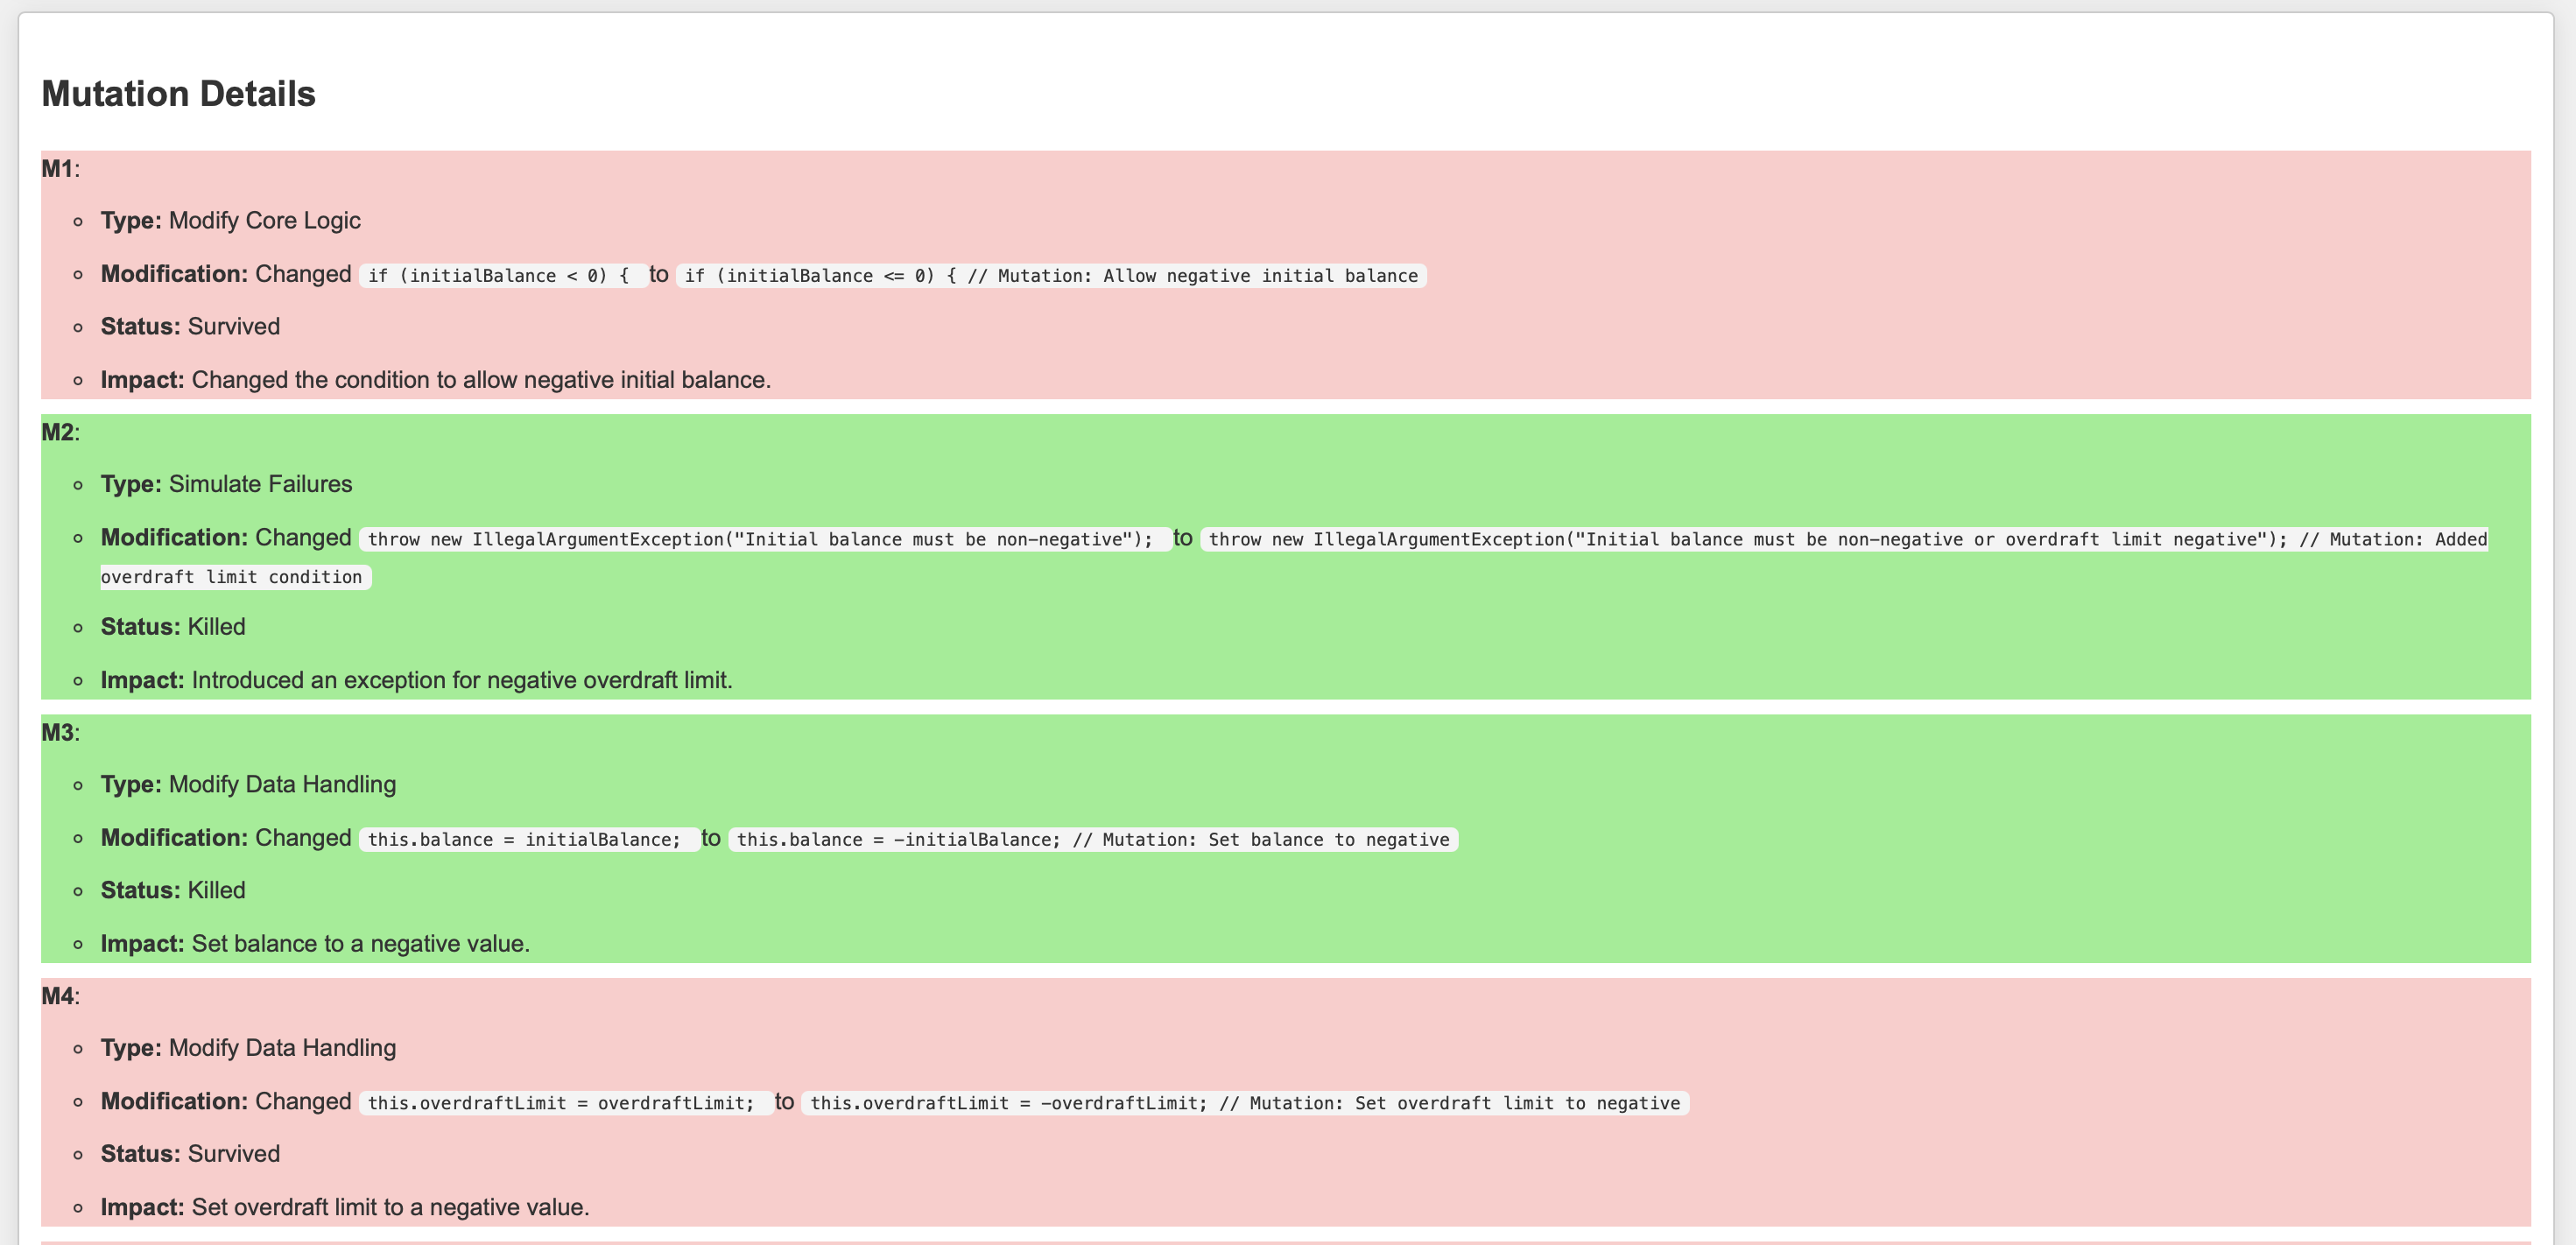 Mutation Details
M1:
Type: Modify Core Logic
Modification: Changed if (initialBalance < 0) { to if (initialBalance <= 0) { // Mutation: Allow negative initial balance
Status: Survived
Impact: Changed the condition to allow negative initial balance.
M2:
Type: Simulate Failures
Modification: Changed throw new IllegalArgumentException("Initial balance must be non-negative"); to throw new IllegalArgumentException("Initial balance must be non-negative or overdraft limit negative"); // Mutation: Added
overdraft limit condition
Status: Killed
Impact: Introduced an exception for negative overdraft limit.
M3:
Type: Modify Data Handling
Modification: Changed this.balance = initialBalance; to this.balance = -initialBalance; // Mutation: Set balance to negative
Status: Killed
Impact: Set balance to a negative value.
M4:
Type: Modify Data Handling
Modification: Changed this.overdraftLimit = overdraftLimit; to this.overdraftLimit = -overdraftLimit; // Mutation: Set overdraft limit to negative
Status: Survived
Impact: Set overdraft limit to a negative value.